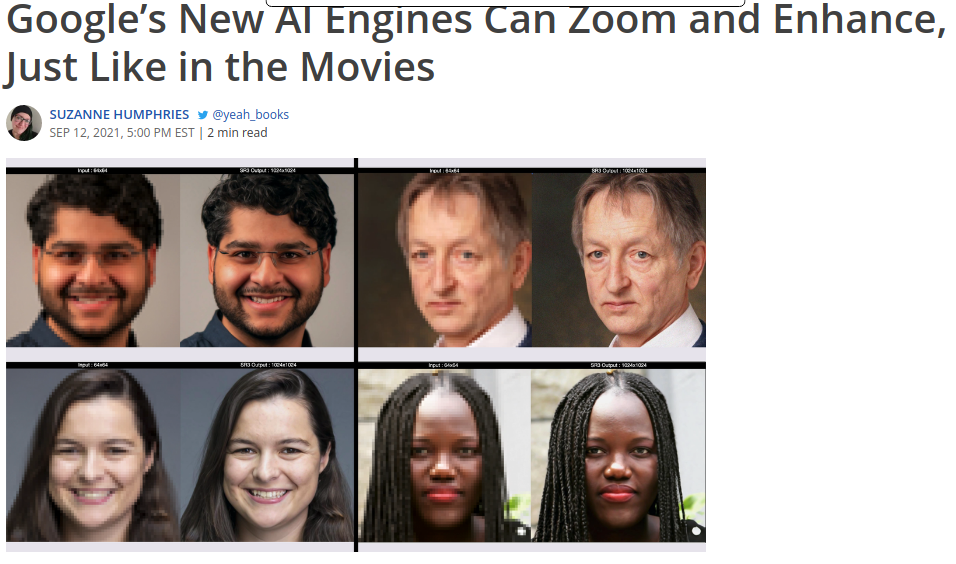 Google's New AI Engines Can Zoom and Enhance,
Just Like in the Movies
SUZANNE HUMPHRIES @yeah_books
SEP 12, 2021, 5:00 PM EST | 2 min read
Input : 64x64 SR3 Output : 1024x1024 Input : 64x64 SR3 Output : 1024x1024
Input : 64x64 SR3 Output : 1024x1024 Input : 64x64 SR3 Output : 1024x1024